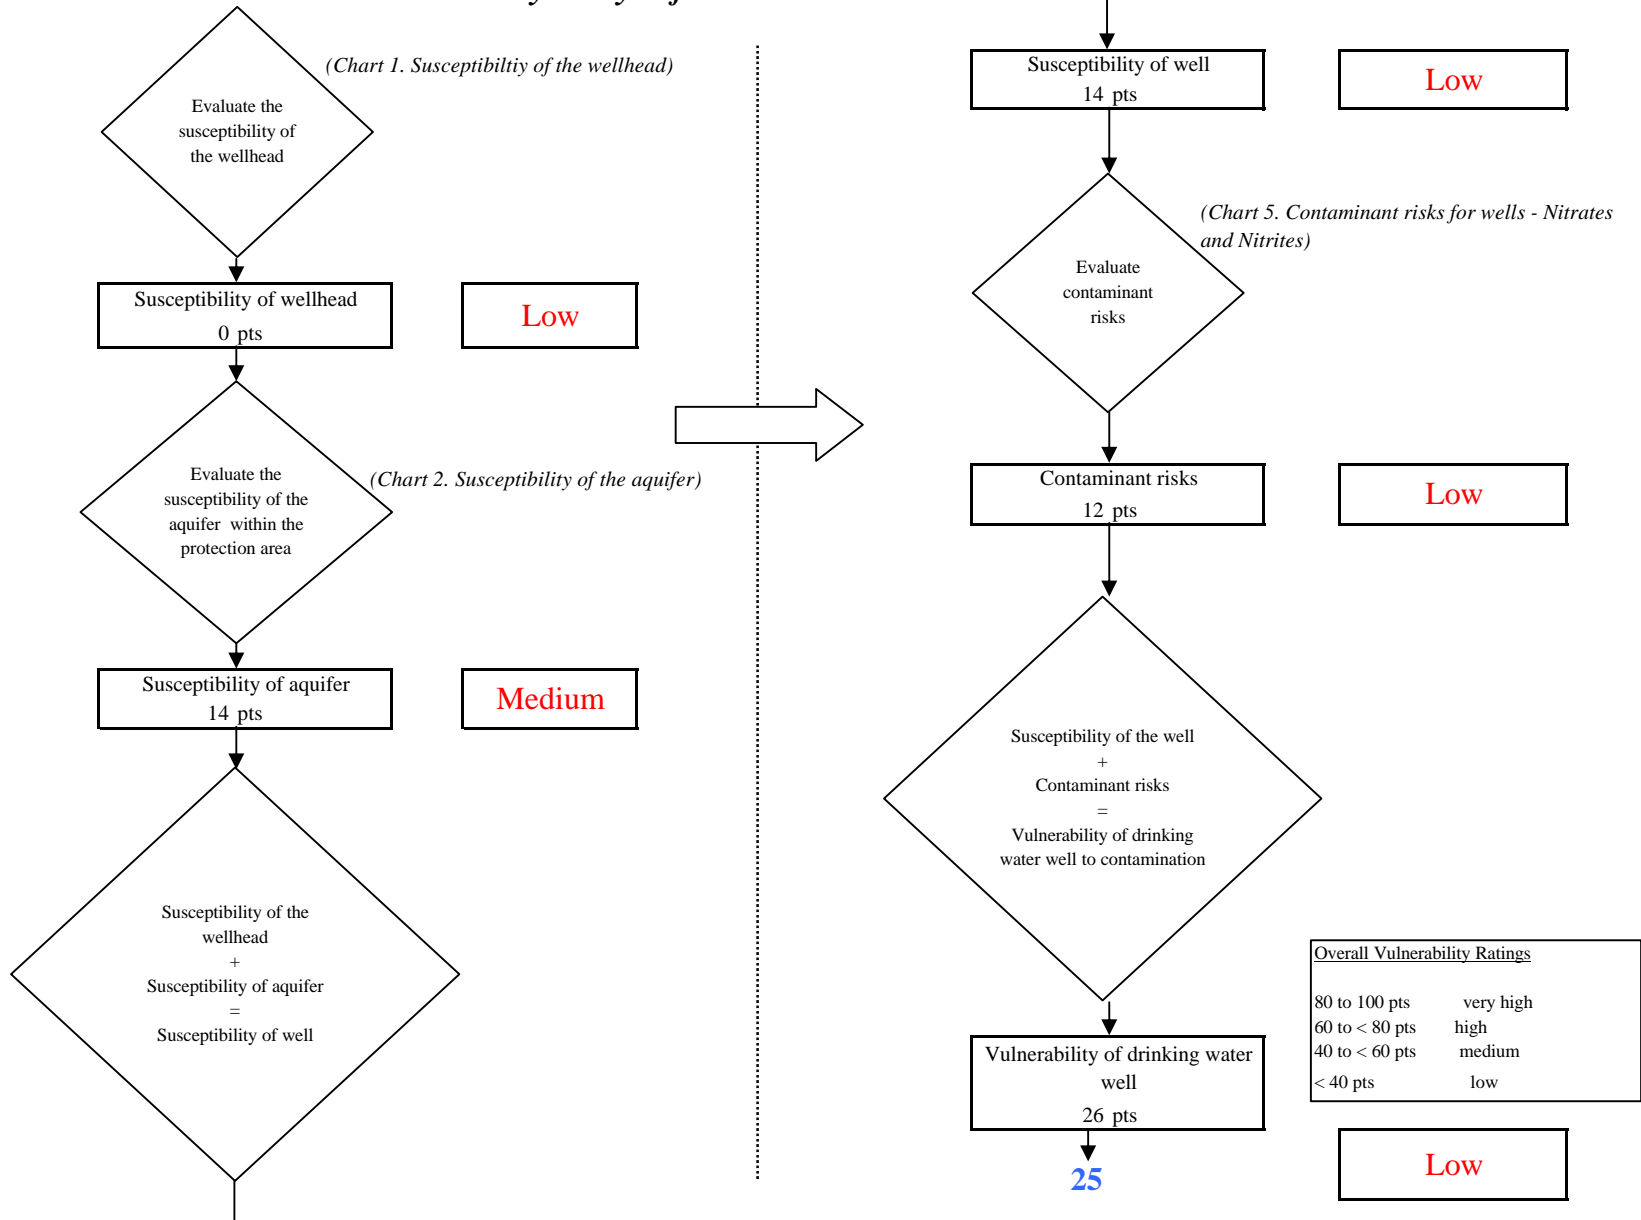 (Chart 1. Susceptibiltiy of the wellhead)
Evaluate the
susceptibility of
the wellhead
Susceptibility of wellhead
0 pts
Low
Evaluate the
susceptibility of the
aquifer within the
protection area
(Chart 2. Susceptibility of the aquifer)
Susceptibility of aquifer
14 pts
Medium
Susceptibility of the
wellhead
+
Susceptibility of aquifer
=
Susceptibility of well
Susceptibility of well
14 pts
Low
(Chart 5. Contaminant risks for wells - Nitrates
and Nitrites)
Evaluate
contaminant
risks
Contaminant risks
12 pts
Low
Susceptibility of the well
+
Contaminant risks
=
Vulnerability of drinking
water well to contamination
Overall Vulnerability Ratings
80 to 100 pts very high
60 to < 80 pts high
40 to < 60 pts medium
< 40 pts low
Vulnerability of drinking water
well
26 pts
25
Low